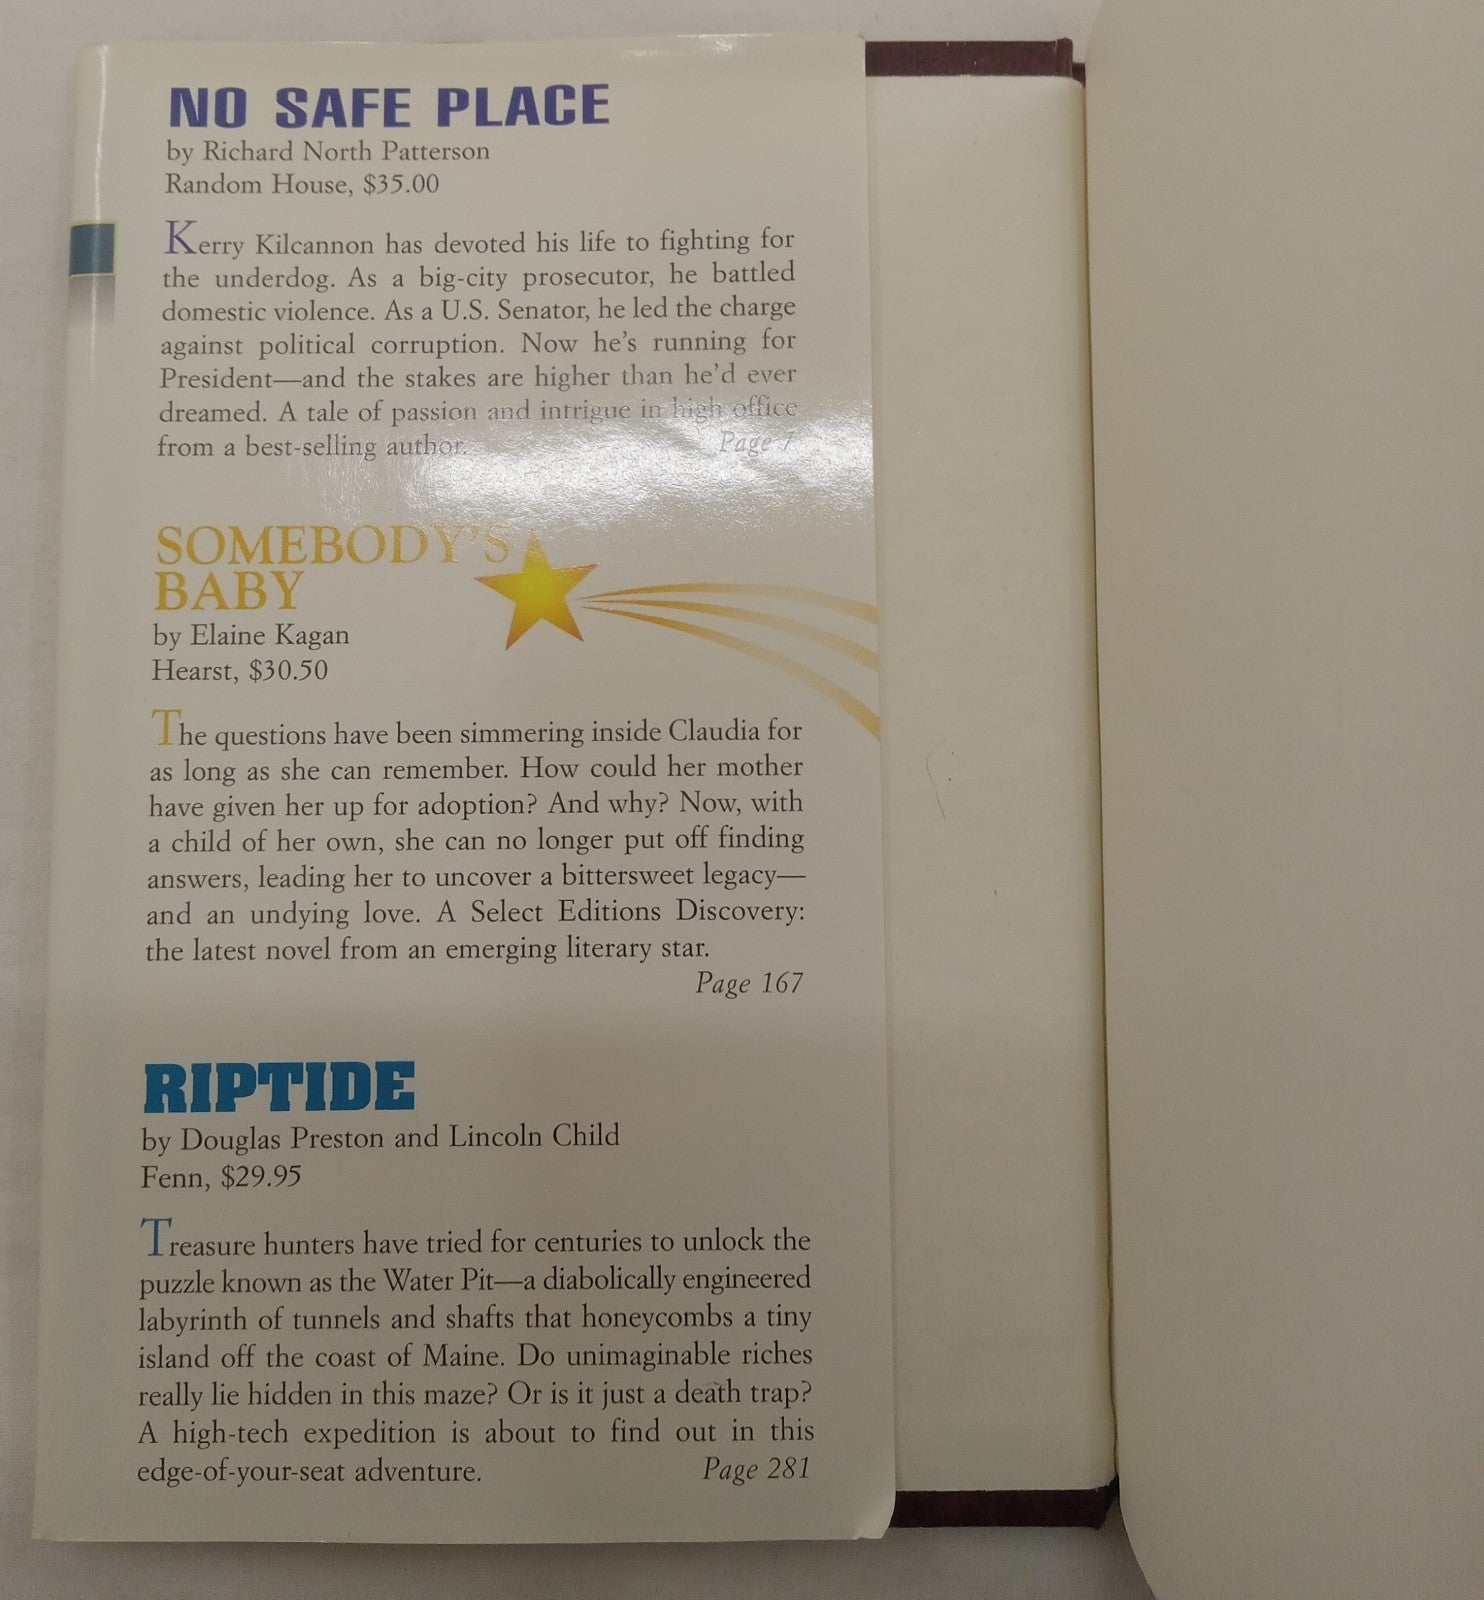 NO SAFE PLACE
by Richard North Patterson
Random House, $35.00
Kerry Kilcannon has devoted his life to fighting for
the underdog. As a big-city prosecutor, he battled
domestic violence. As a U.S. Senator, he led the charge
against political corruption. Now he's running for
President—and the stakes are higher than he'd ever
dreamed. A tale of passion and intrigue in high office
from a best-selling author. Page 7
SOMEBODY'S
BABY
by Elaine Kagan
Hearst, $30.50
The questions have been simmering inside Claudia for
as long as she can remember. How could her mother
have given her up for adoption? And why? Now, with
a child of her own, she can no longer put off finding
answers, leading her to uncover a bittersweet legacy—
and an undying love. A Select Editions Discovery:
the latest novel from an emerging literary star.
Page 167
RIPTIDE
by Douglas Preston and Lincoln Child
Fenn, $29.95
Treasure hunters have tried for centuries to unlock the
puzzle known as the Water Pit—a diabolically engineered
labyrinth of tunnels and shafts that honeycombs a tiny
island off the coast of Maine. Do unimaginable riches
really lie hidden in this maze? Or is it just a death trap?
A high-tech expedition is about to find out in this
edge-of-your-seat adventure. Page 281